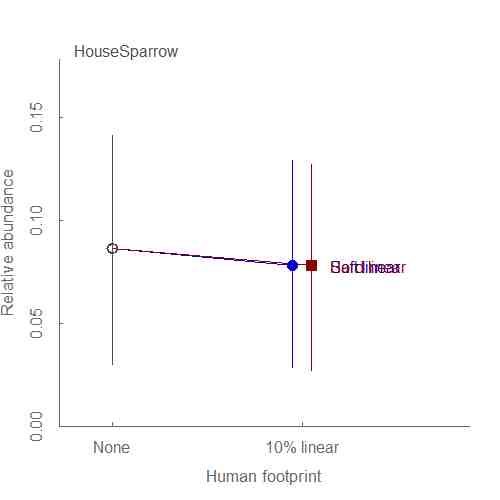 HouseSparrow
0.15
0.10
0.05
0.00
Relative abundance
None
10% linear
Human footprint